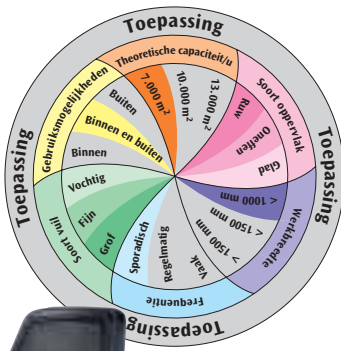 Toepassing
Theoretische capaciteit/u
7.000 m²
10.000 m²
13.000 m²
Soort oppervlak
Ruw
Oneffen
Glad
Toepassing
Werkbreedte
< 1000 mm
< 1500 mm
> 1500 mm
Frequentie
Vaak
Regelmatig
Sporadisch
Toepassing
Soort vuil
Grof
Fijn
Vochtig
Toepassing
Gebruiksmogelijkheden
Binnen
Binnen en buiten
Buiten